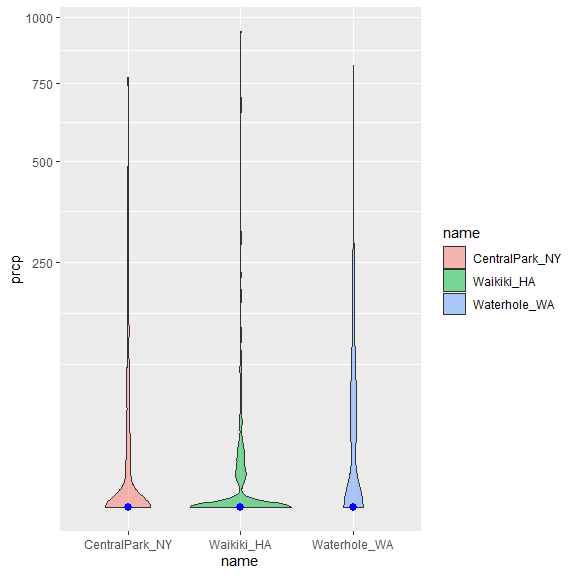 1000
750
500
250
prcp
CentralPark_NY
Waikiki_HA
Waterhole_WA
name
name
CentralPark_NY
Waikiki_HA
Waterhole_WA